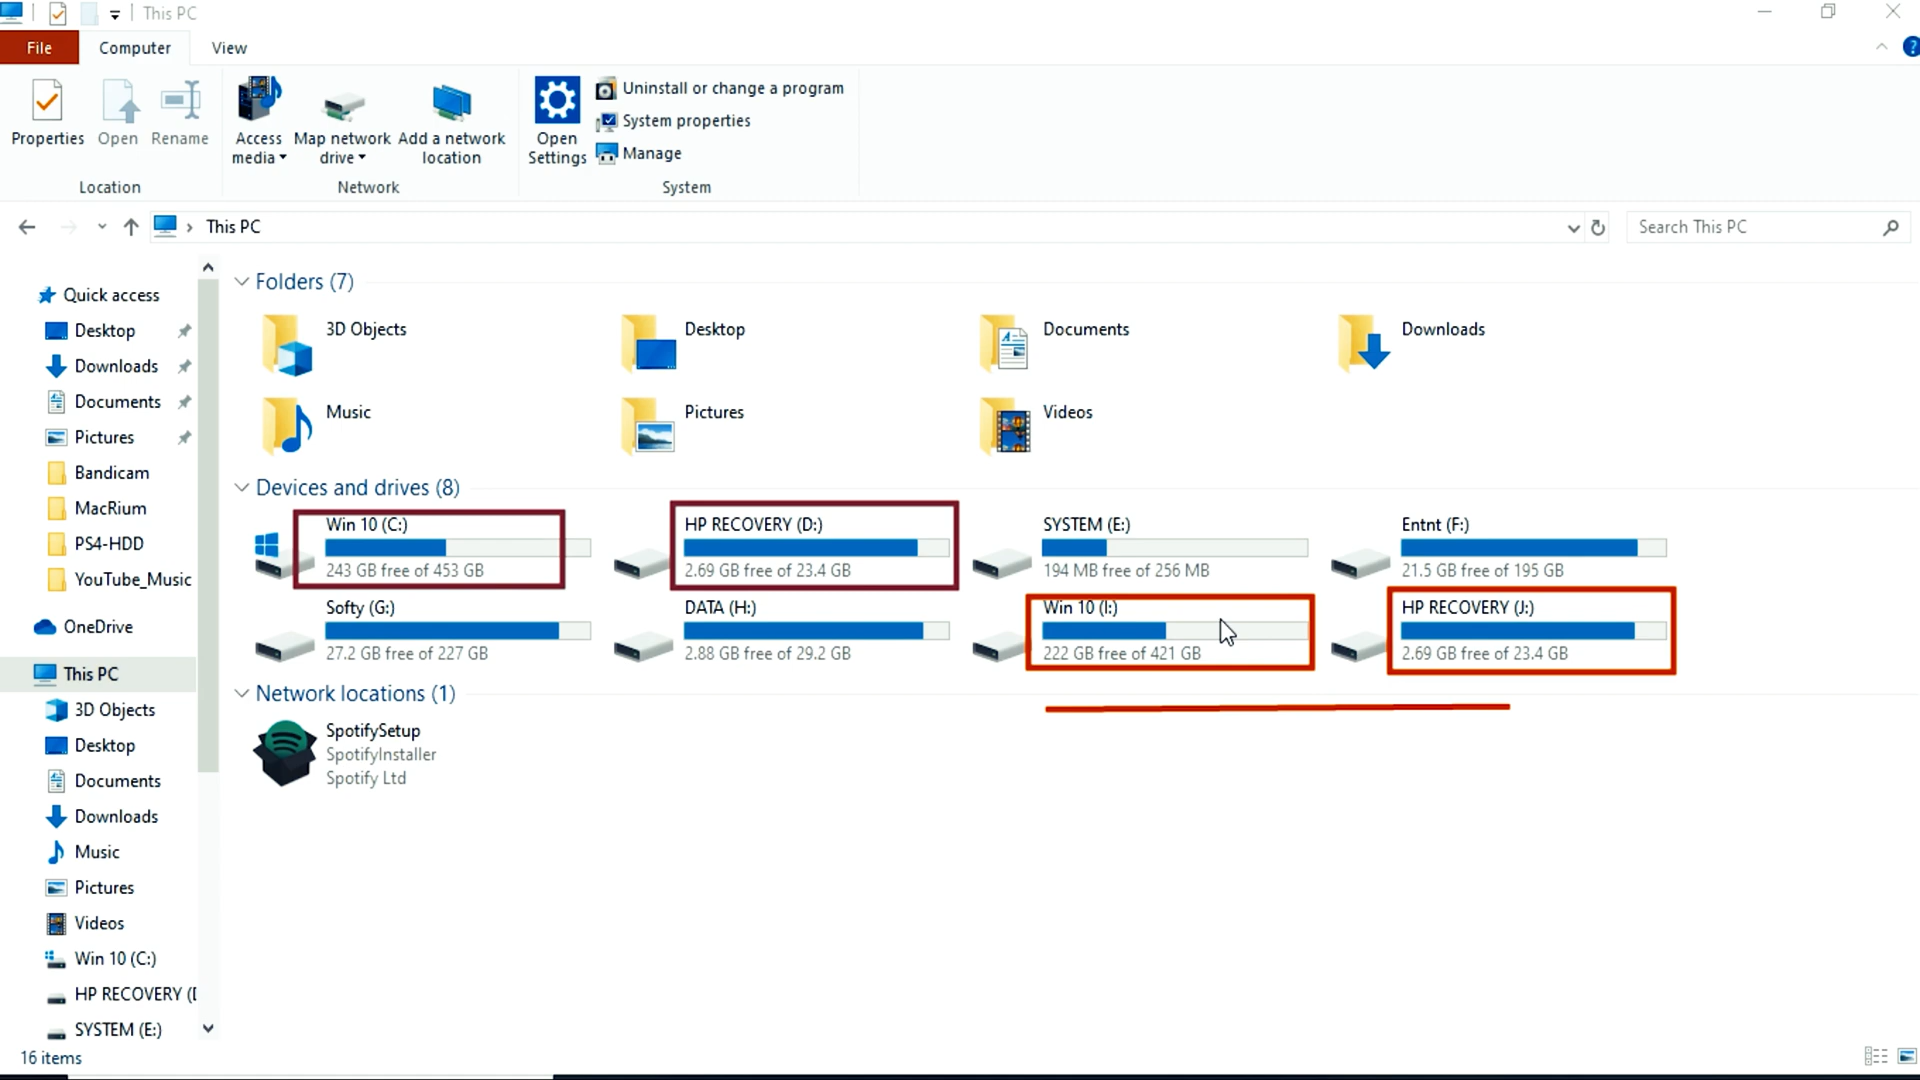 This PC
File
Computer
View
Properties
Open
Rename
Access media
Map network drive
Add a network location
Open Settings
Uninstall or change a program
System properties
Manage
Location
Network
System
This PC
Search This PC
Quick access
Desktop
Downloads
Documents
Pictures
Bandicam
MacRium
PS4-HDD
YouTube_Music
OneDrive
This PC
3D Objects
Desktop
Documents
Downloads
Music
Pictures
Videos
Win 10 (C:)
HP RECOVERY (
SYSTEM (E:)
Folders (7)
3D Objects
Desktop
Documents
Downloads
Music
Pictures
Videos
Devices and drives (8)
Win 10 (C:)
243 GB free of 453 GB
HP RECOVERY (D:)
2.69 GB free of 23.4 GB
SYSTEM (E:)
194 MB free of 256 MB
Entnt (F:)
21.5 GB free of 195 GB
Softy (G:)
27.2 GB free of 227 GB
DATA (H:)
2.88 GB free of 29.2 GB
Win 10 (I:)
222 GB free of 421 GB
HP RECOVERY (J:)
2.69 GB free of 23.4 GB
Network locations (1)
SpotifySetup
SpotifyInstaller
Spotify Ltd
16 items